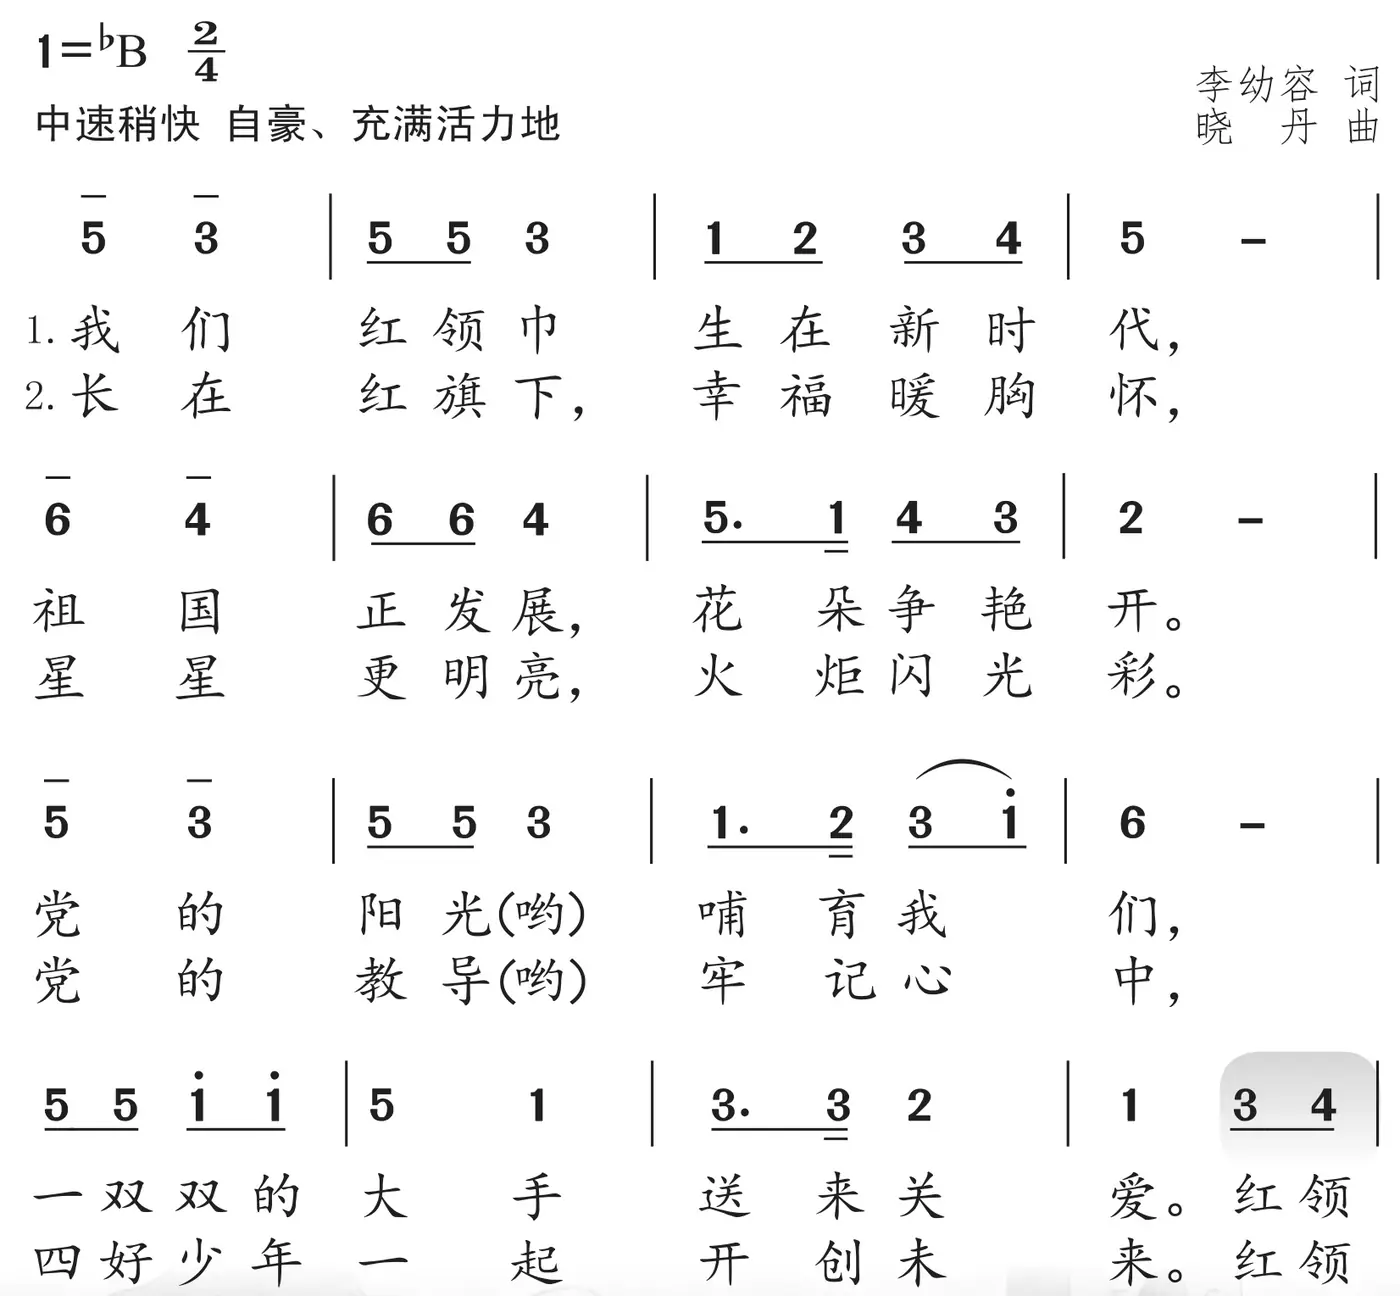 1=♭B 2/4
李幼容 词
中速稍快 自豪、充满活力地
晓 丹 曲
5 3 | 5 5 3 | 1 2 3 4 | 5 – |
1. 我 们 红 领 巾 生 在 新 时 代，
2. 长 在 红 旗 下， 幸 福 暖 胸 怀，
6 4 | 6 6 4 | 5. 1 4 3 | 2 – |
祖 国 正 发 展， 花 朵 争 艳 开。
星 星 更 明 亮， 火 炬 闪 光 彩。
5 3 | 5 5 3 | 1. 2 3 i | 6 – |
党 的 阳 光(哟) 哺 育 我 们，
党 的 教 导(哟) 牢 记 心 中，
5 5 i i | 5 1 | 3. 3 2 | 1 3 4 |
一 双 双 的 大 手 送 来 关 爱。 红 领
四 好 少 年 一 起 开 创 未 来。 红 领